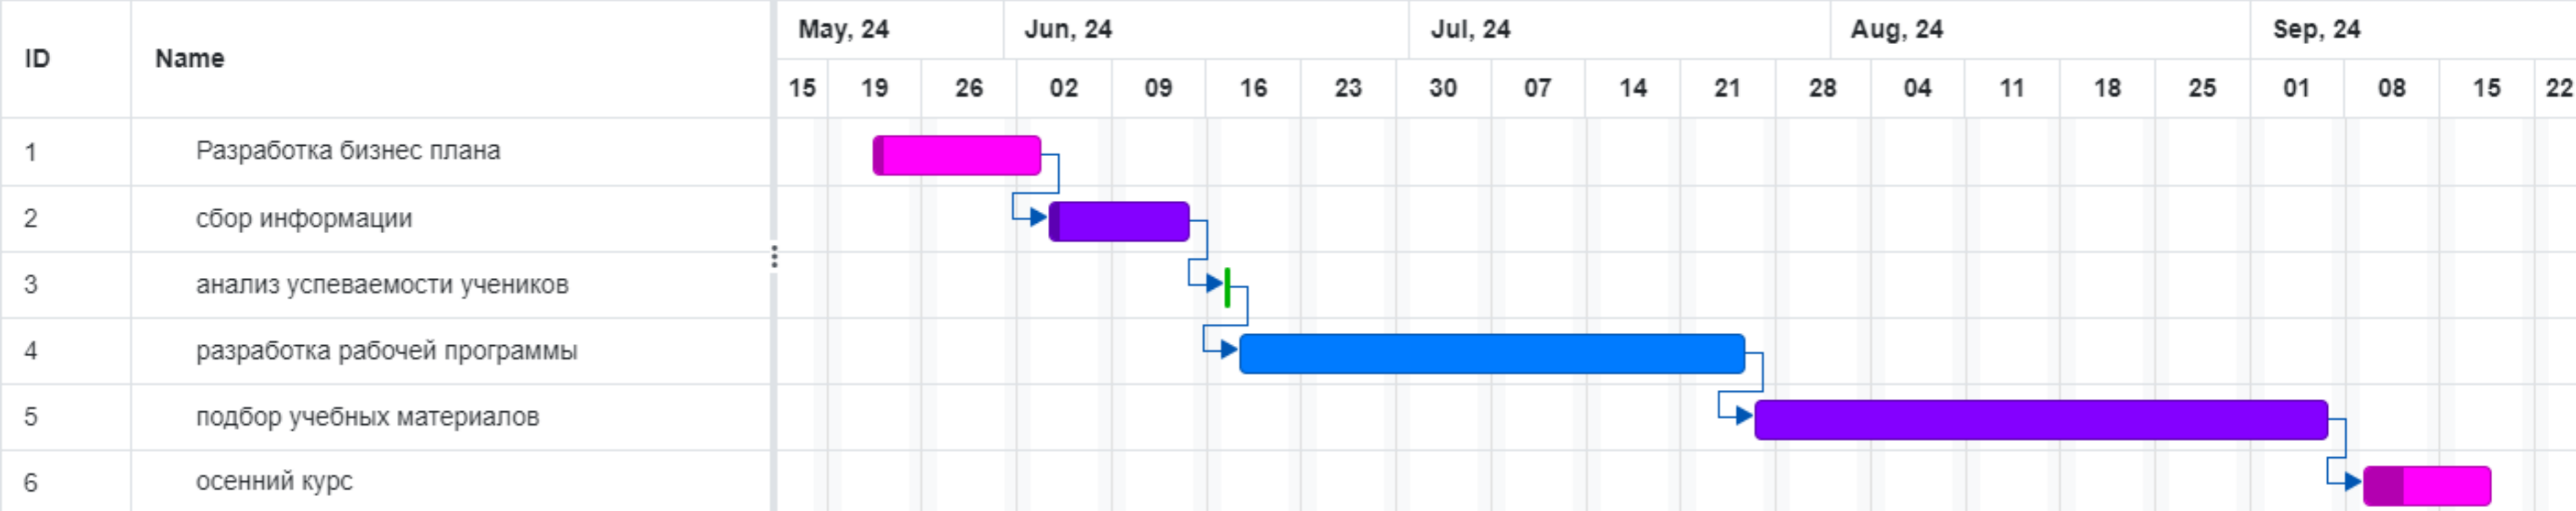 ID Name May, 24 Jun, 24 Jul, 24 Aug, 24 Sep, 24
15 19 26 02 09 16 23 30 07 14 21 28 04 11 18 25 01 08 15 22
1 Разработка бизнес плана
2 сбор информации
3 анализ успеваемости учеников
4 разработка рабочей программы
5 подбор учебных материалов
6 осенний курс